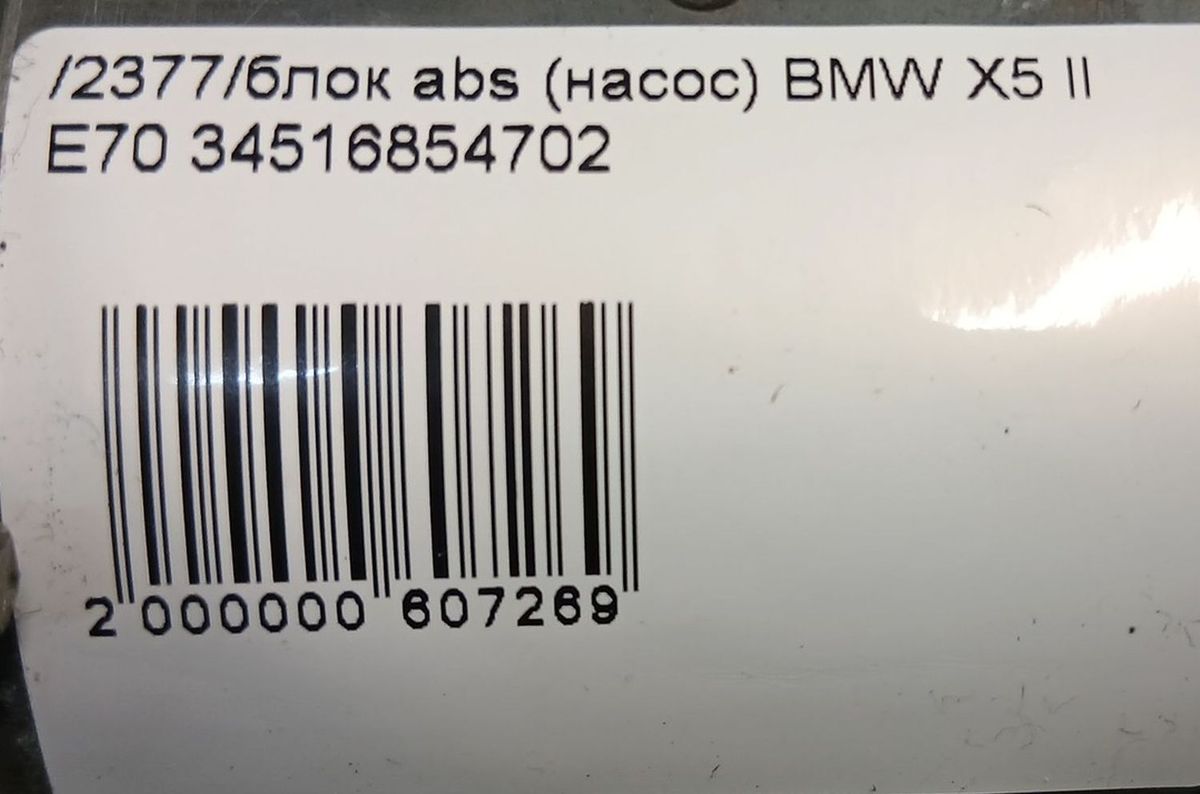 /2377/блок abs (насос) BMW X5 II
E70 34516854702
2 000000 607269